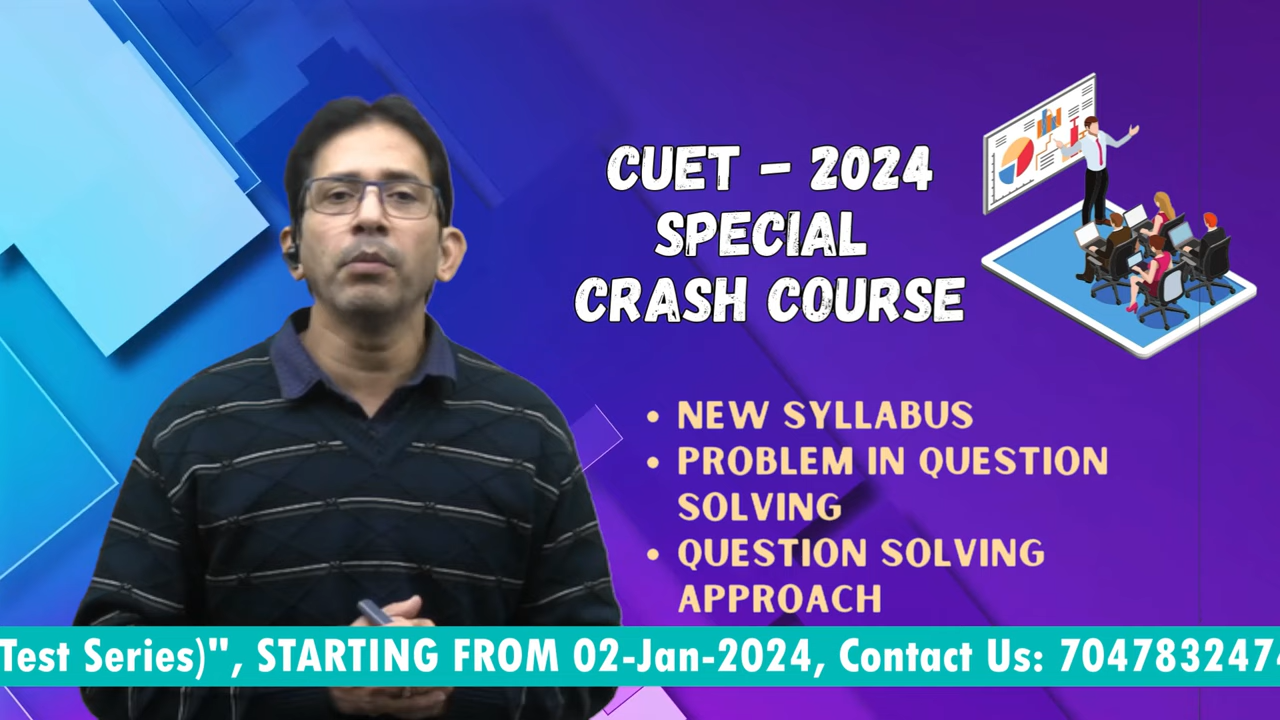 CUET - 2024
SPECIAL
CRASH COURSE
• NEW SYLLABUS
• PROBLEM IN QUESTION
SOLVING
• QUESTION SOLVING
APPROACH
Test Series)", STARTING FROM 02-Jan-2024, Contact Us: 704783247